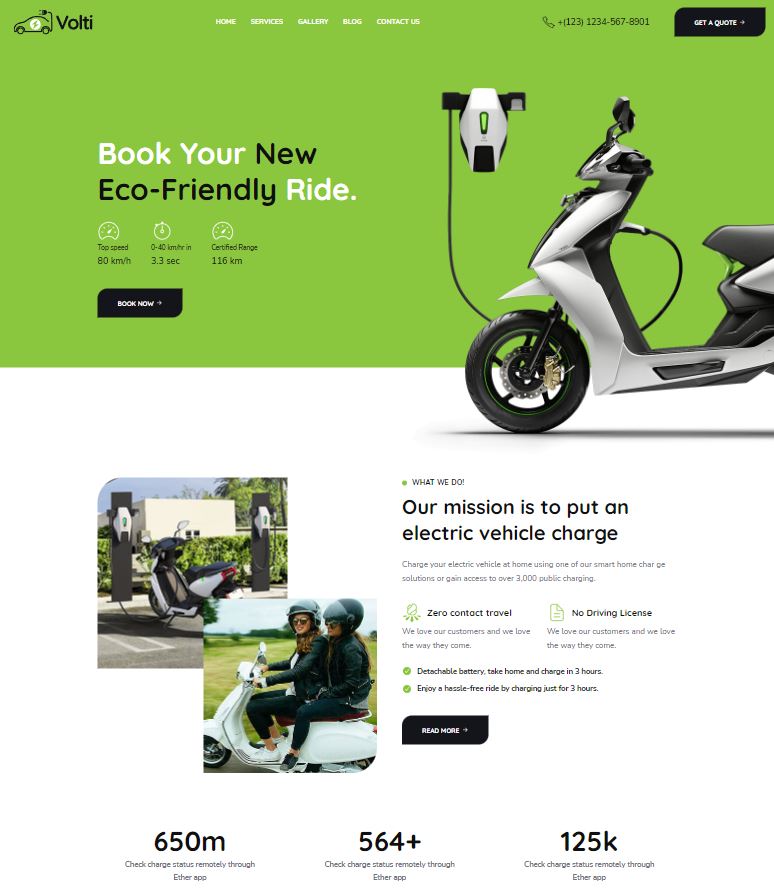 Volti
HOME SERVICES GALLERY BLOG CONTACT US
+(123) 1234-567-8901
GET A QUOTE →
Book Your New
Eco-Friendly Ride.
Top speed
80 km/h
0-40 km/hr in
3.3 sec
Certified Range
116 km
BOOK NOW →
WHAT WE DO!
Our mission is to put an
electric vehicle charge
Charge your electric vehicle at home using one of our smart home char ge
solutions or gain access to over 3,000 public charging.
Zero contact travel
We love our customers and we love
the way they come.
No Driving License
We love our customers and we love
the way they come.
Detachable battery, take home and charge in 3 hours.
Enjoy a hassle-free ride by charging just for 3 hours.
READ MORE →
650m
Check charge status remotely through
Ether app
564+
Check charge status remotely through
Ether app
125k
Check charge status remotely through
Ether app